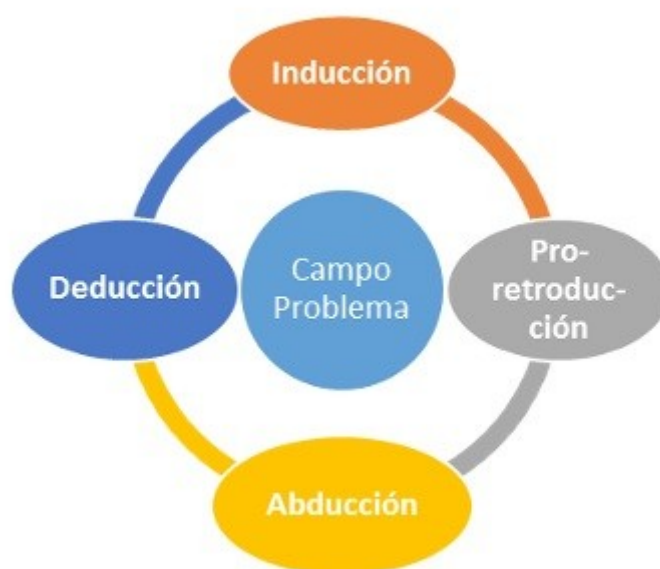 Inducción
Deducción
Campo
Problema
Pro-
retroduc-
ción
Abducción